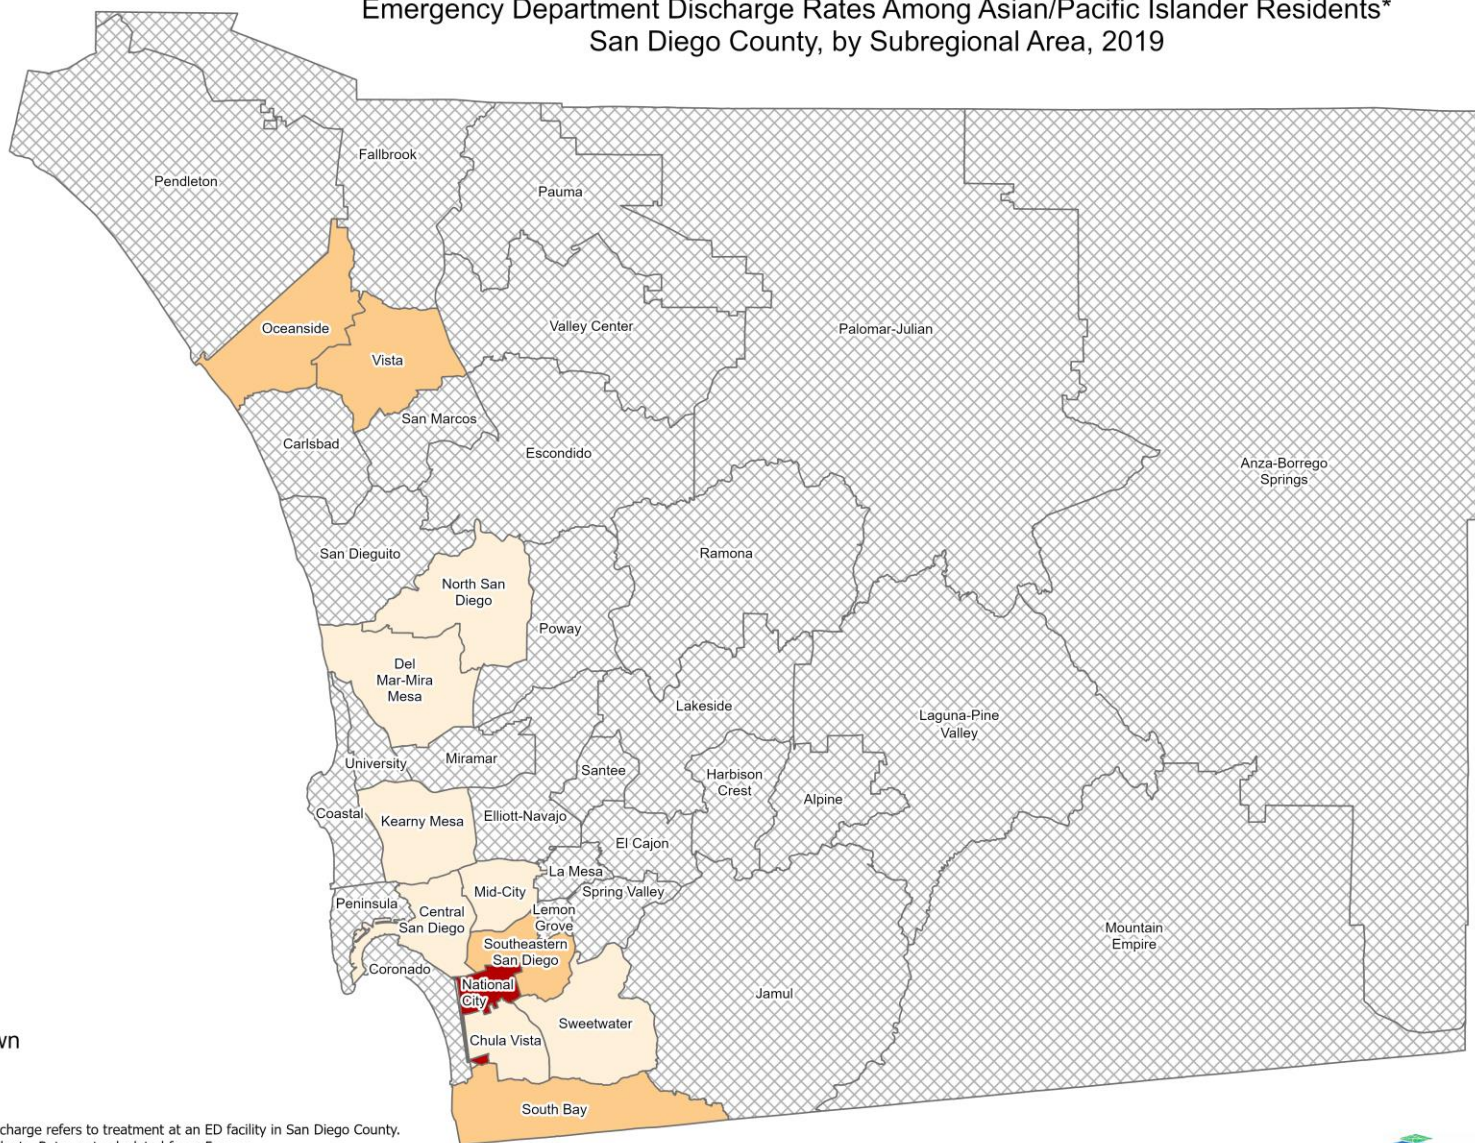 Emergency Department Discharge Rates Among Asian/Pacific Islander Residents*
San Diego County, by Subregional Area, 2019
Fallbrook
Pendleton
Pauma
Oceanside
Valley Center
Palomar-Julian
Vista
San Marcos
Carlsbad
Escondido
Anza-Borrego
Springs
San Dieguito
Ramona
North San
Diego
Poway
Del
Mar-Mira
Mesa
Lakeside
Laguna-Pine
Valley
University
Miramar
Santee
Harbison
Crest
Alpine
Coastal
Kearny Mesa
Elliott-Navajo
El Cajon
La Mesa
Mid-City
Spring Valley
Peninsula
Central
San Diego
Lemon
Grove
Mountain
Empire
Southeastern
San Diego
Coronado
National
City
Jamul
Sweetwater
Chula Vista
South Bay
wn
charge refers to treatment at an ED facility in San Diego County.